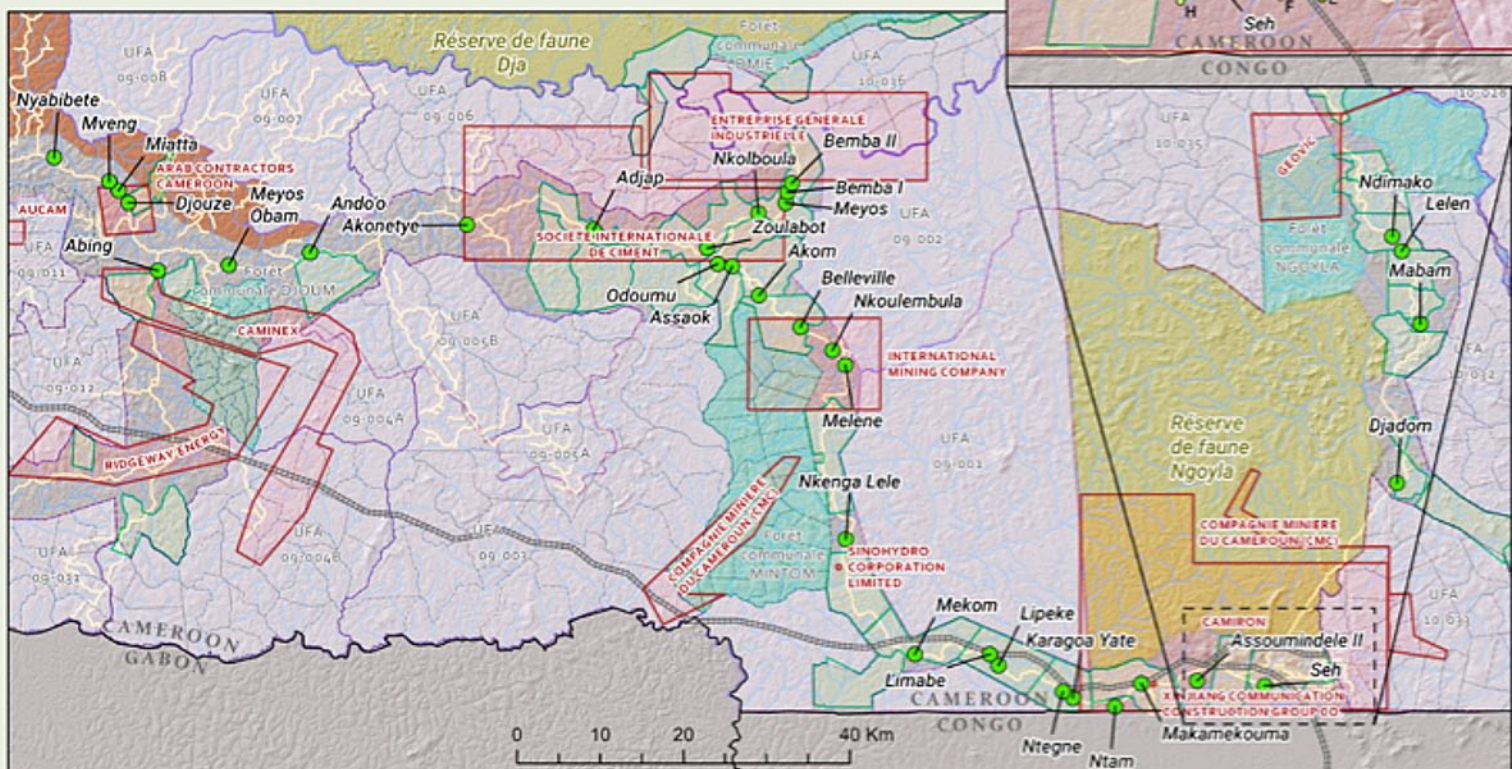 H
F
Seh
CAMEROON
CONGO
Réserve de faune
Dja
Forêt
communale
LOMIE
UFA
10-036
UFA
09-008
UFA
09-007
UFA
09-006
Nyabibete
Mveng
Miatta
ARAB CONTRACTORS
CAMEROON
Djouze
Meyos
Obam
Ando'o
Akonetye
AUCAM
Abing
UFA
09-011
Forêt
communale DJOUM
ENTREPRISE GENERALE
INDUSTRIELLE
Bemba II
Nkolboula
Adjap
Bemba I
Meyos
SOCIETE INTERNATIONALE
DE CIMENT
Zoulabot
Akom
Odoumu
Assaok
Belleville
Nkoulembula
UFA
09-002
INTERNATIONAL
MINING COMPANY
Melene
CAMINEX
UFA
09-005B
UFA
09-012
UFA
09-004A
UFA
09-005A
RIDGEWAY ENERGY
UFA
09-001
UFA
09-004B
UFA
09-003
UFA
09-031
COMPAGNIE MINIERE
DU CAMEROUN (CMC)
Nkenga Lele
Forêt
communale
MINTOM
SINOHYDRO
CORPORATION
LIMITED
UFA
10-035
GEOVIC
Ndimako
Lelen
Forêt
communale
NGOYLA
Mabam
UFA
10-032
Djadom
Réserve
de faune
Ngoyla
COMPAGNIE MINIERE
DU CAMEROUN (CMC)
UFA
10-033
CAMIRON
Mekom
Lipeke
Karagoa Yate
Assoumindele II
Seh
Limabe
XINJIANG COMMUNICATION
CONSTRUCTION GROUP CO
Makamekouma
Ntegne
Ntam
CAMEROON
GABON
CAMEROON
CONGO
0 10 20 40 Km